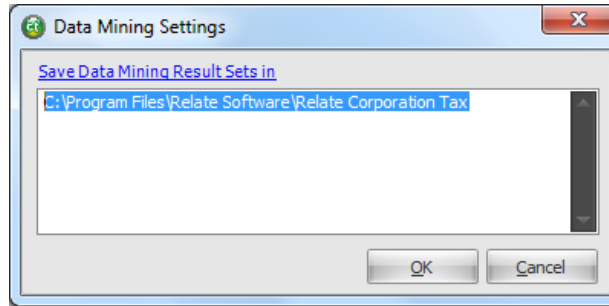 Data Mining Settings
Save Data Mining Result Sets in
C:\Program Files\Relate Software\Relate Corporation Tax
OK
Cancel